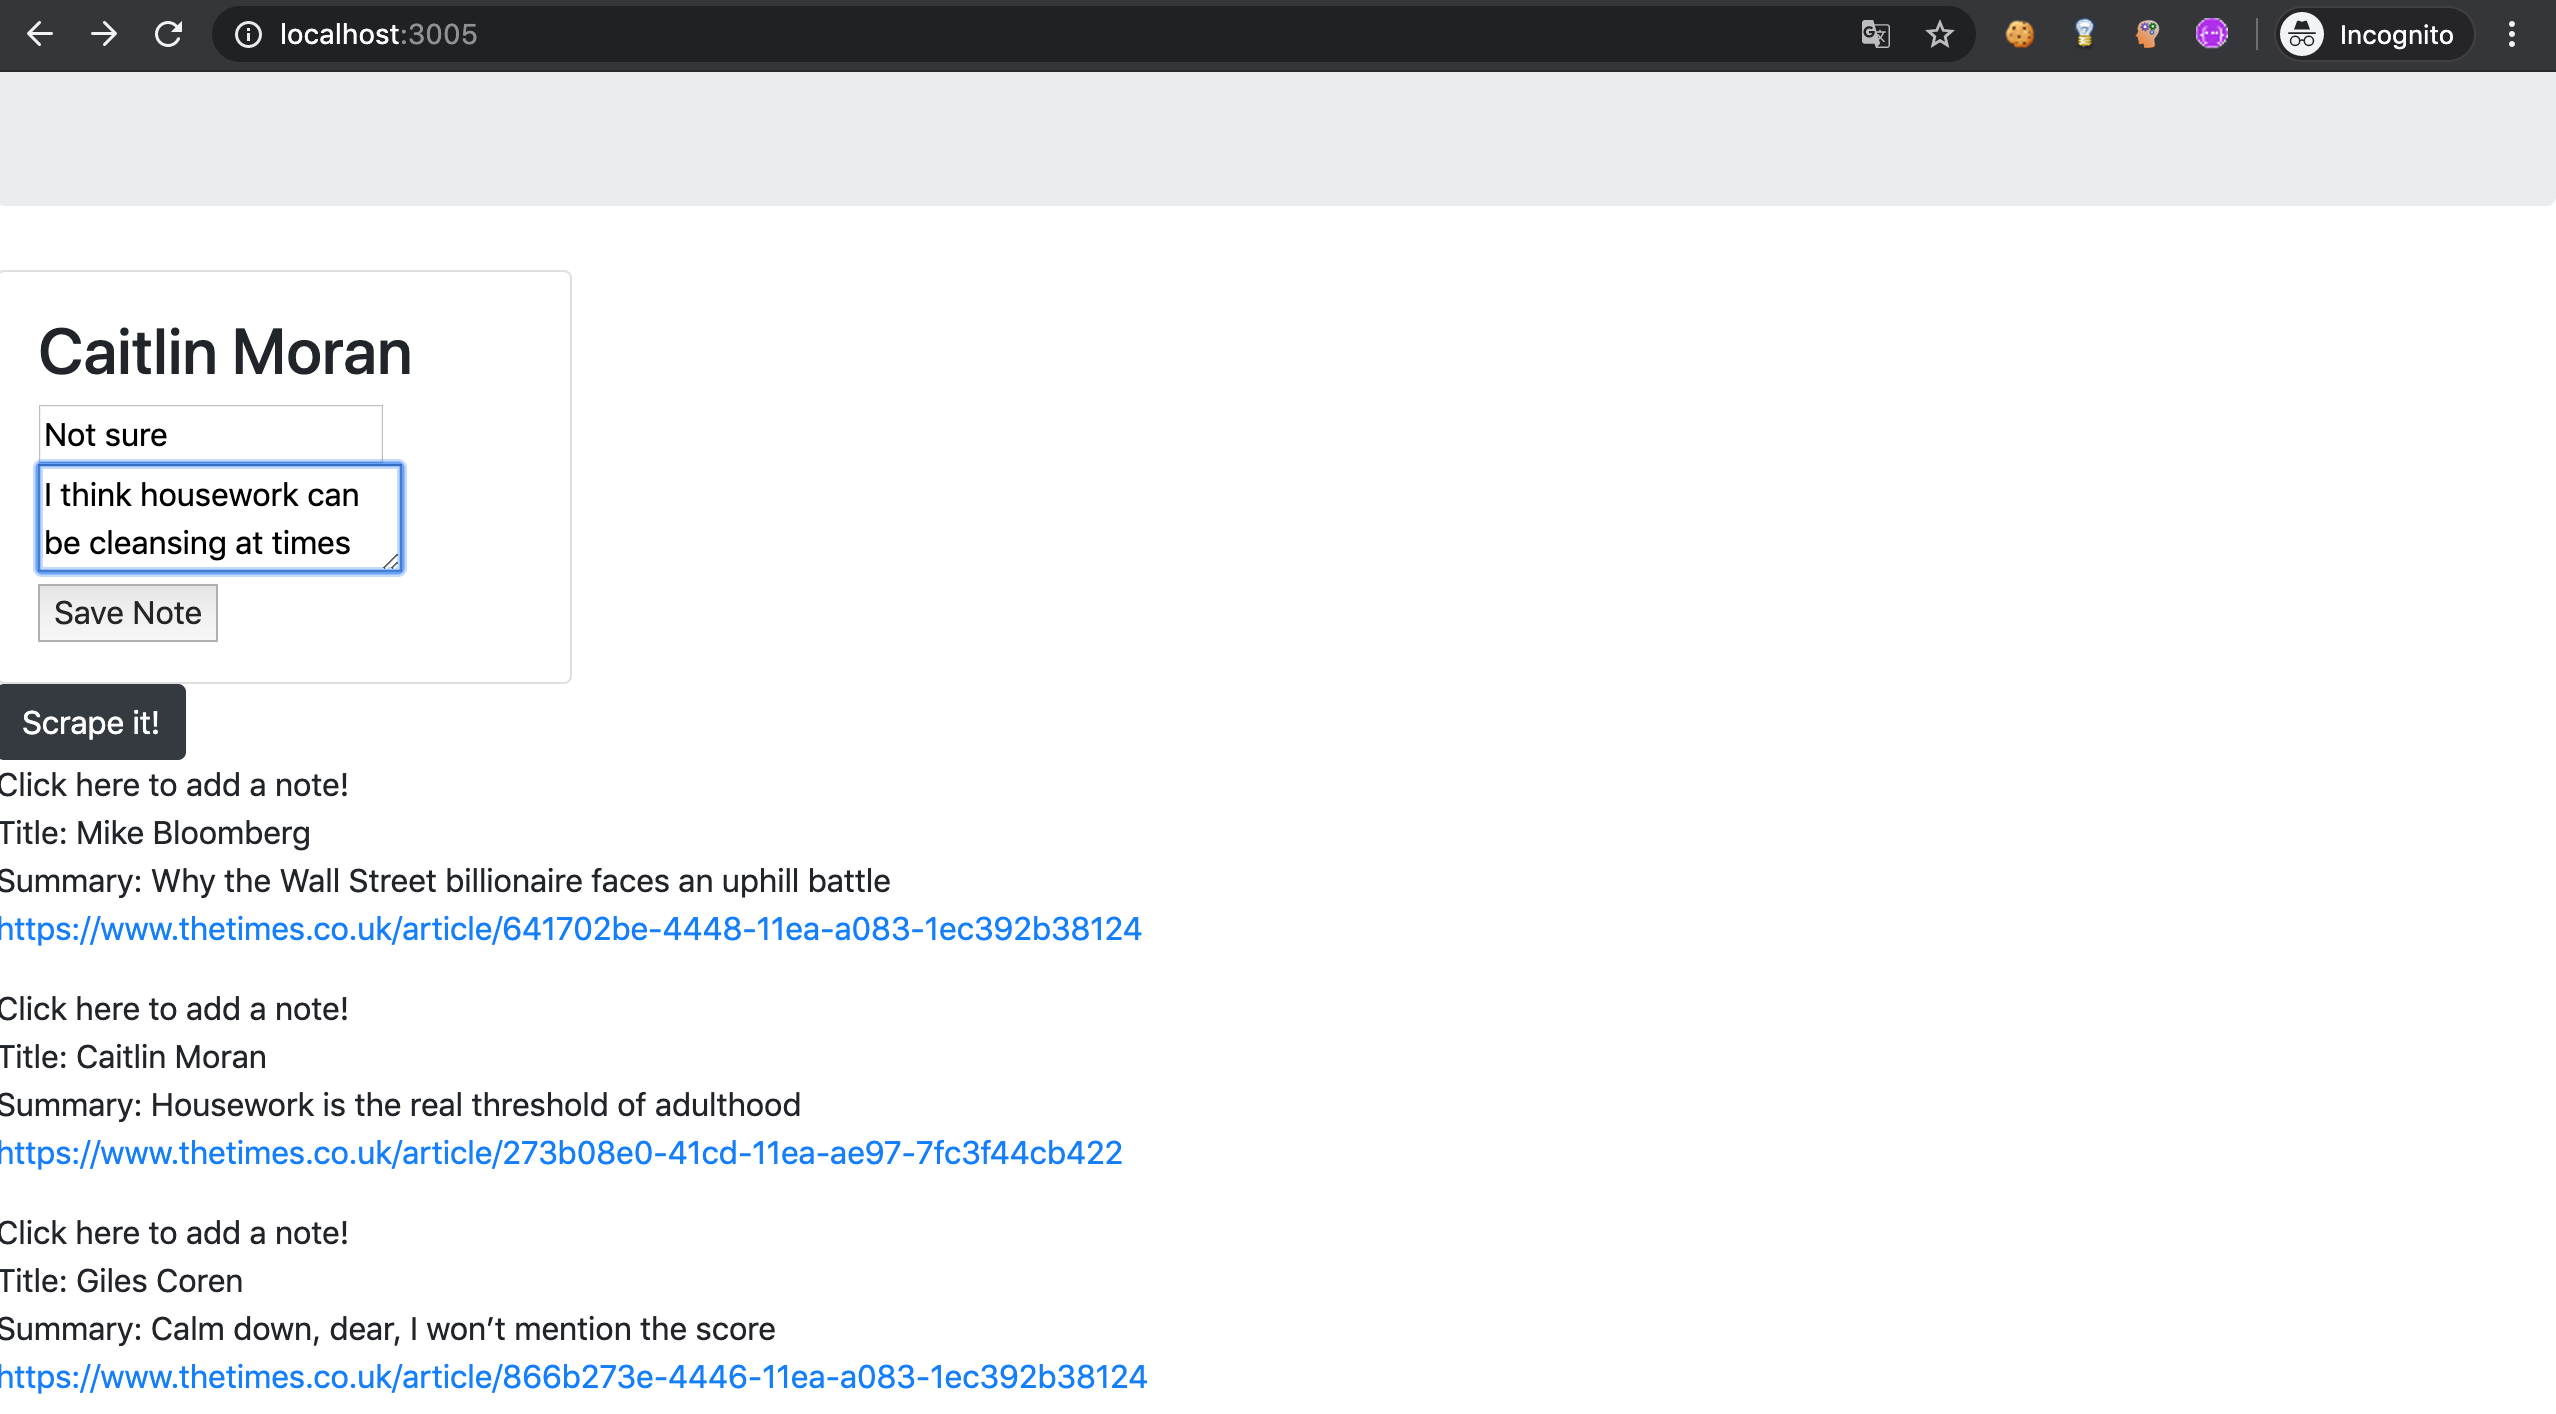 localhost:3005
Incognito
Caitlin Moran
Not sure
I think housework can
be cleansing at times
Save Note
Scrape it!
Click here to add a note!
Title: Mike Bloomberg
Summary: Why the Wall Street billionaire faces an uphill battle
https://www.thetimes.co.uk/article/641702be-4448-11ea-a083-1ec392b38124
Click here to add a note!
Title: Caitlin Moran
Summary: Housework is the real threshold of adulthood
https://www.thetimes.co.uk/article/273b08e0-41cd-11ea-ae97-7fc3f44cb422
Click here to add a note!
Title: Giles Coren
Summary: Calm down, dear, I won’t mention the score
https://www.thetimes.co.uk/article/866b273e-4446-11ea-a083-1ec392b38124